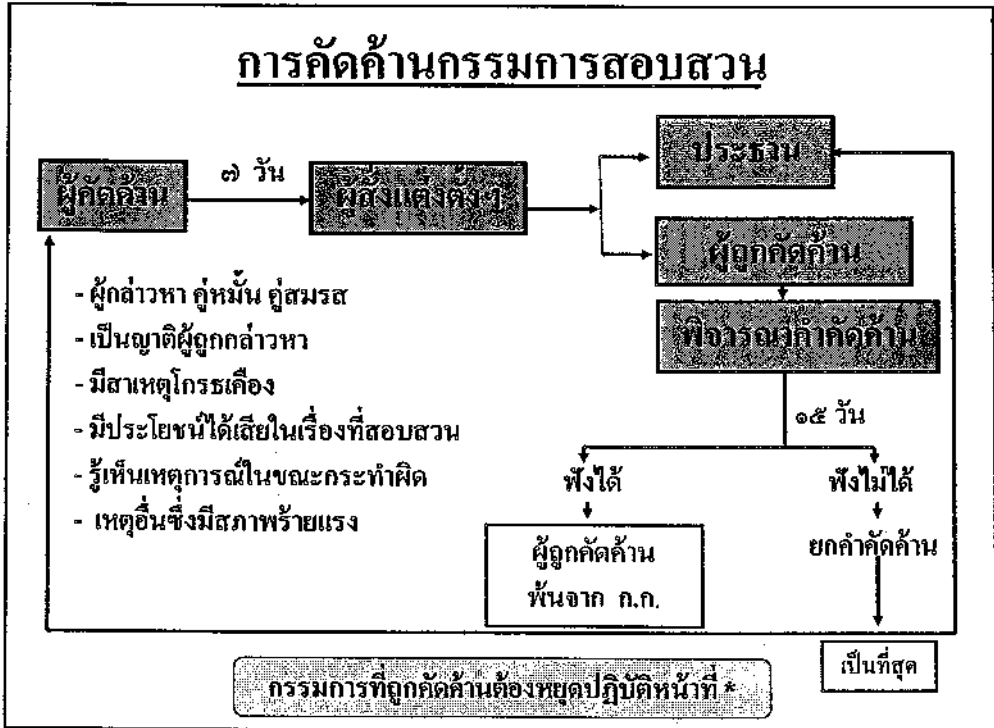 การคัดค้านกรรมการสอบสวน
ผู้คัดค้าน
๗ วัน
ผู้สั่งแต่งตั้งฯ
ประธาน
ผู้ถูกคัดค้าน
พิจารณาคำคัดค้าน
- ผู้กล่าวหา คู่หมั้น คู่สมรส
- เป็นญาติผู้ถูกกล่าวหา
- มีสาเหตุโกรธเคือง
- มีประโยชน์ได้เสียในเรื่องที่สอบสวน
- รู้เห็นเหตุการณ์ในขณะกระทำผิด
- เหตุอื่นซึ่งมีสภาพร้ายแรง
๑๕ วัน
ฟังได้
ฟังไม่ได้
ผู้ถูกคัดค้าน
พ้นจาก ก.ก.
ยกคำคัดค้าน
เป็นที่สุด
กรรมการที่ถูกคัดค้านต้องหยุดปฏิบัติหน้าที่ *